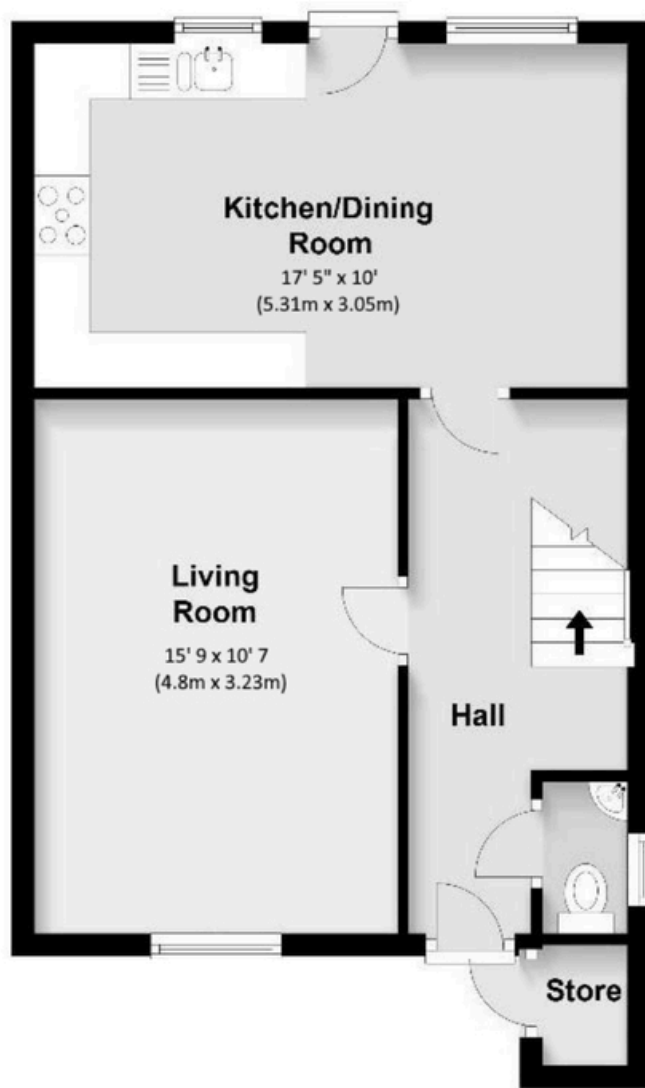 Kitchen/Dining
Room
17' 5" x 10'
(5.31m x 3.05m)
Living
Room
15' 9 x 10' 7
(4.8m x 3.23m)
Hall
Store